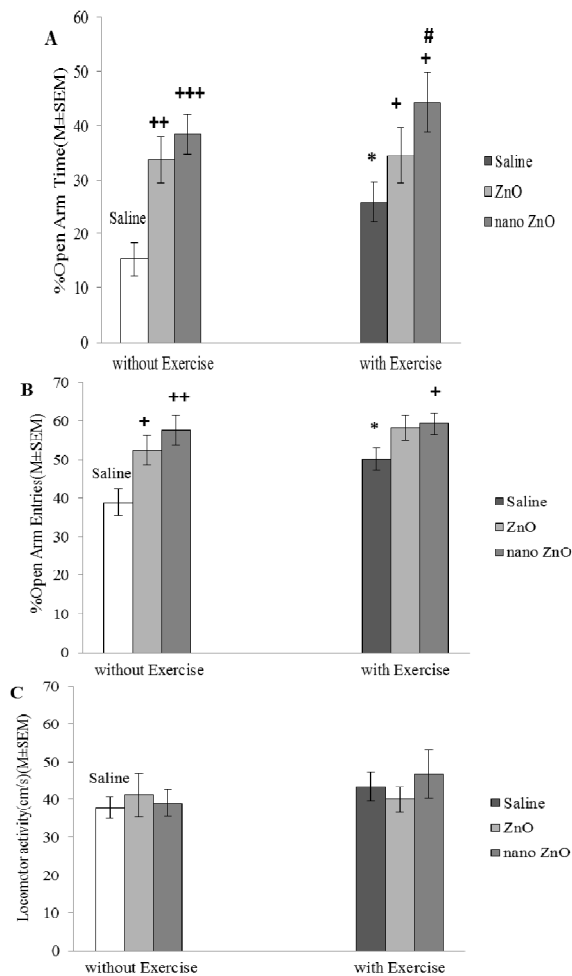 A
%Open Arm Time(M±SEM)
60
50
40
30
20
10
0
Saline
++
+++
*
+
#
+
Saline
ZnO
nano ZnO
without Exercise
with Exercise
B
%Open Arm Entries(M±SEM)
70
60
50
40
30
20
10
0
Saline
+
++
*
+
Saline
ZnO
nano ZnO
without Exercise
with Exercise
C
Locomotor activity(cm/s)(M±SEM)
70
60
50
40
30
20
10
0
Saline
Saline
ZnO
nano ZnO
without Exercise
with Exercise